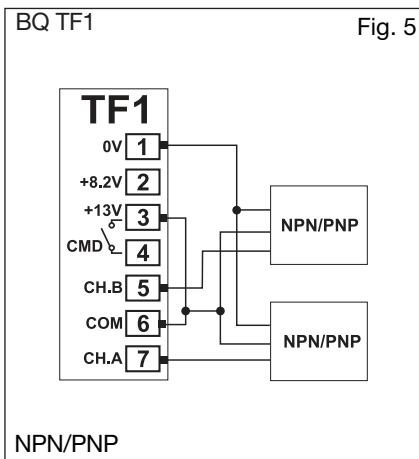 BQ TF1
Fig. 5
TF1
0V 1
+8.2V 2
+13V 3
CMD 4
CH.B 5
COM 6
CH.A 7
NPN/PNP
NPN/PNP
NPN/PNP